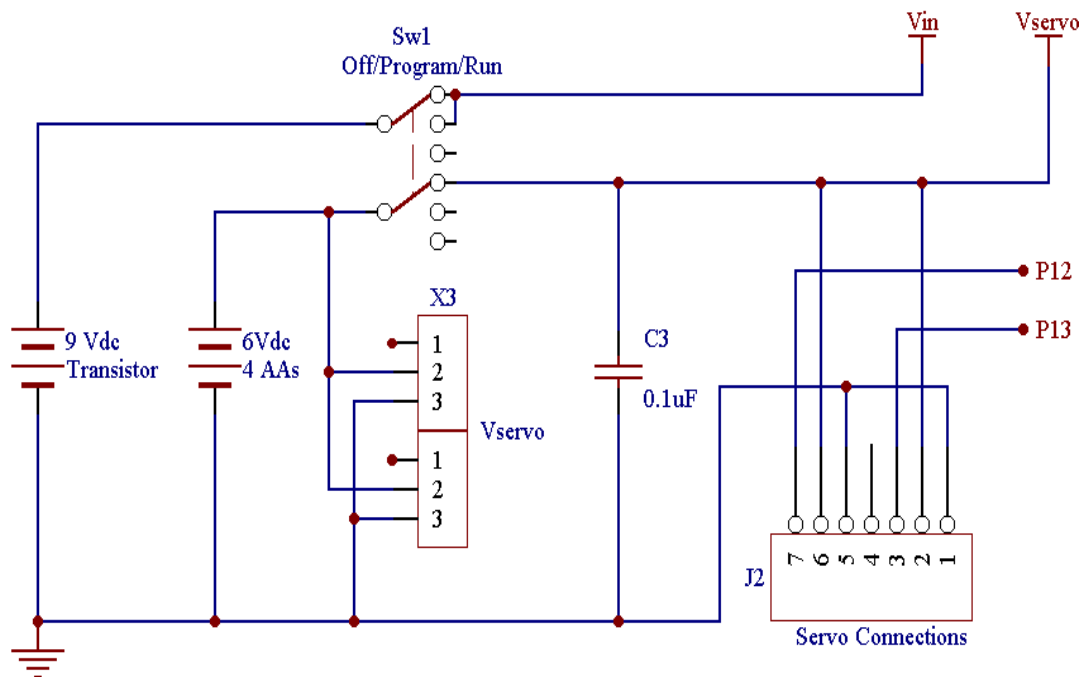 Vin
Vservo
Sw1
Off/Program/Run
P12
X3
P13
9 Vdc
Transistor
6Vdc
4 AAs
1
2
3
C3
0.1uF
Vservo
1
2
3
7 6 5 4 3 2 1
J2
Servo Connections